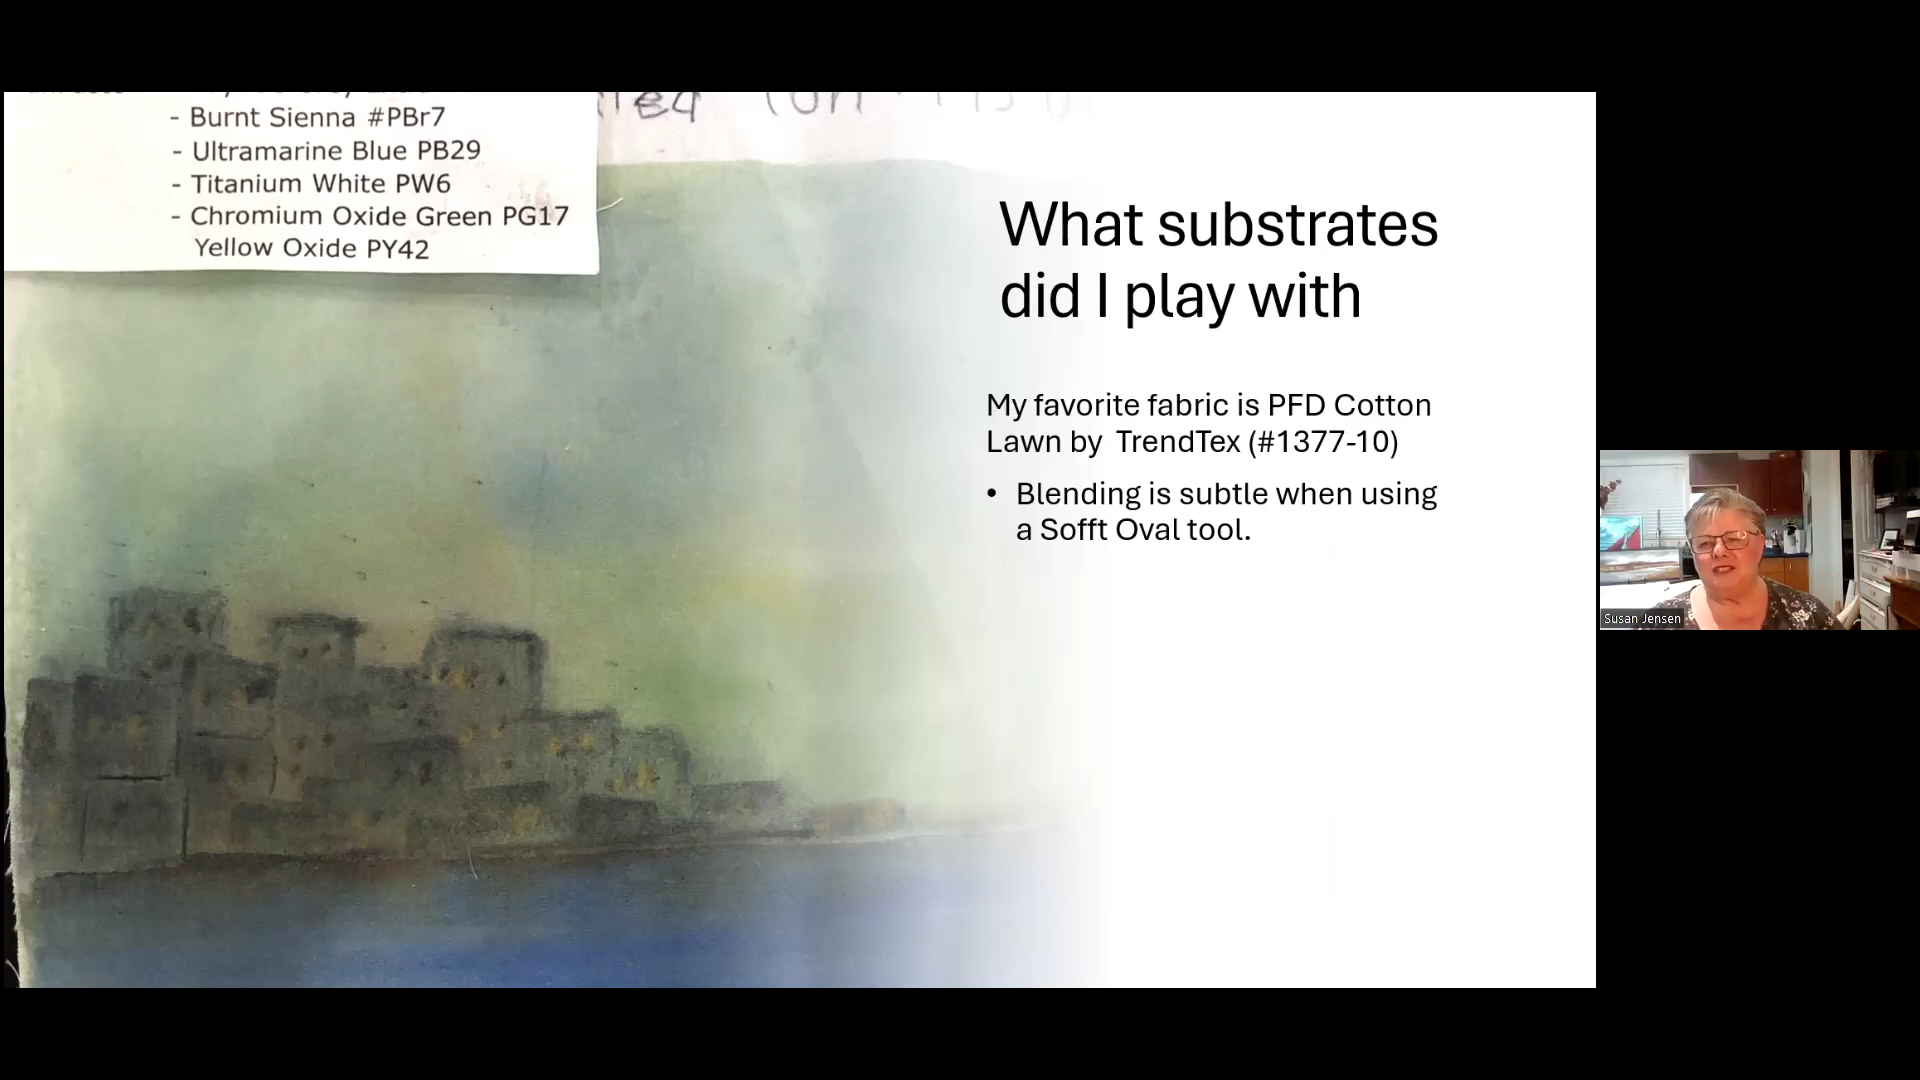 - Burnt Sienna #PBr7
- Ultramarine Blue PB29
- Titanium White PW6
- Chromium Oxide Green PG17
Yellow Oxide PY42
What substrates
did I play with
My favorite fabric is PFD Cotton
Lawn by TrendTex (#1377-10)
• Blending is subtle when using
a Sofft Oval tool.
Susan Jensen